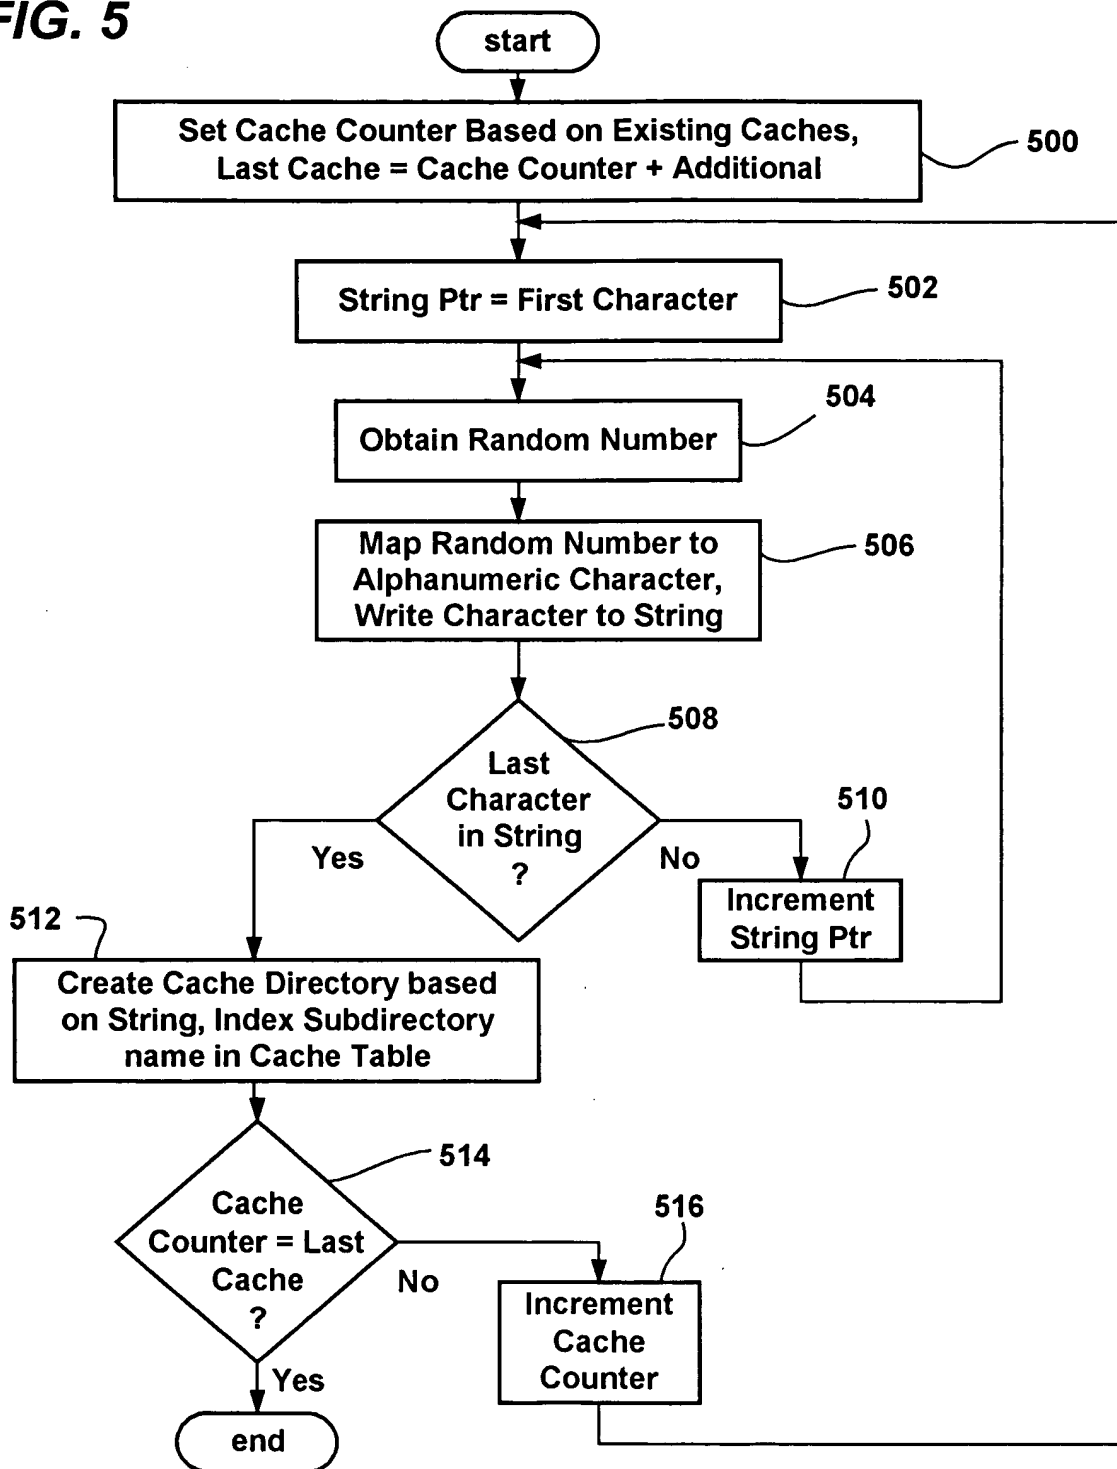 FIG. 5
start
Set Cache Counter Based on Existing Caches,
Last Cache = Cache Counter + Additional
500
String Ptr = First Character
502
504
Obtain Random Number
Map Random Number to
Alphanumeric Character,
Write Character to String
506
508
Last
Character
in String
?
Yes
No
510
Increment
String Ptr
512
Create Cache Directory based
on String, Index Subdirectory
name in Cache Table
514
Cache
Counter = Last
Cache
?
No
516
Increment
Cache
Counter
Yes
end